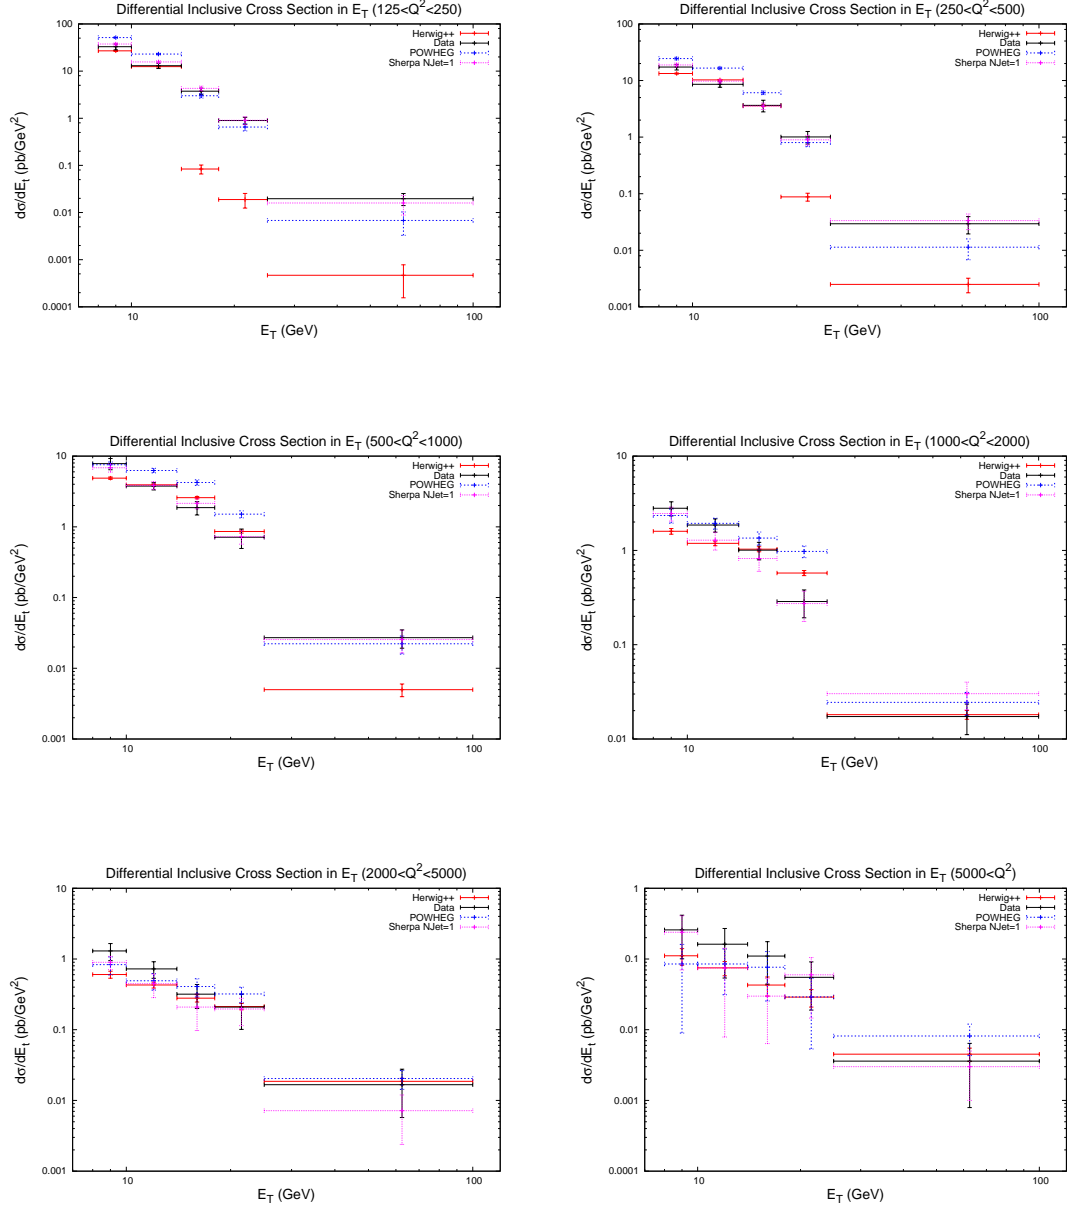 Differential Inclusive Cross Section in E_T (125<Q^2<250)
100
10
1
0.1
0.01
0.001
0.0001
10
100
dσ/dE_t (pb/GeV^2)
E_T (GeV)
Herwig++
Data
POWHEG
Sherpa NJet=1
Differential Inclusive Cross Section in E_T (250<Q^2<500)
100
10
1
0.1
0.01
0.001
10
100
dσ/dE_t (pb/GeV^2)
E_T (GeV)
Herwig++
Data
POWHEG
Sherpa NJet=1
Differential Inclusive Cross Section in E_T (500<Q^2<1000)
10
1
0.1
0.01
0.001
10
100
dσ/dE_t (pb/GeV^2)
E_T (GeV)
Herwig++
Data
POWHEG
Sherpa NJet=1
Differential Inclusive Cross Section in E_T (1000<Q^2<2000)
10
1
0.1
0.01
10
100
dσ/dE_t (pb/GeV^2)
E_T (GeV)
Herwig++
Data
POWHEG
Sherpa NJet=1
Differential Inclusive Cross Section in E_T (2000<Q^2<5000)
10
1
0.1
0.01
0.001
10
100
dσ/dE_t (pb/GeV^2)
E_T (GeV)
Herwig++
Data
POWHEG
Sherpa NJet=1
Differential Inclusive Cross Section in E_T (5000<Q^2)
1
0.1
0.01
0.001
0.0001
10
100
dσ/dE_t (pb/GeV^2)
E_T (GeV)
Herwig++
Data
POWHEG
Sherpa NJet=1